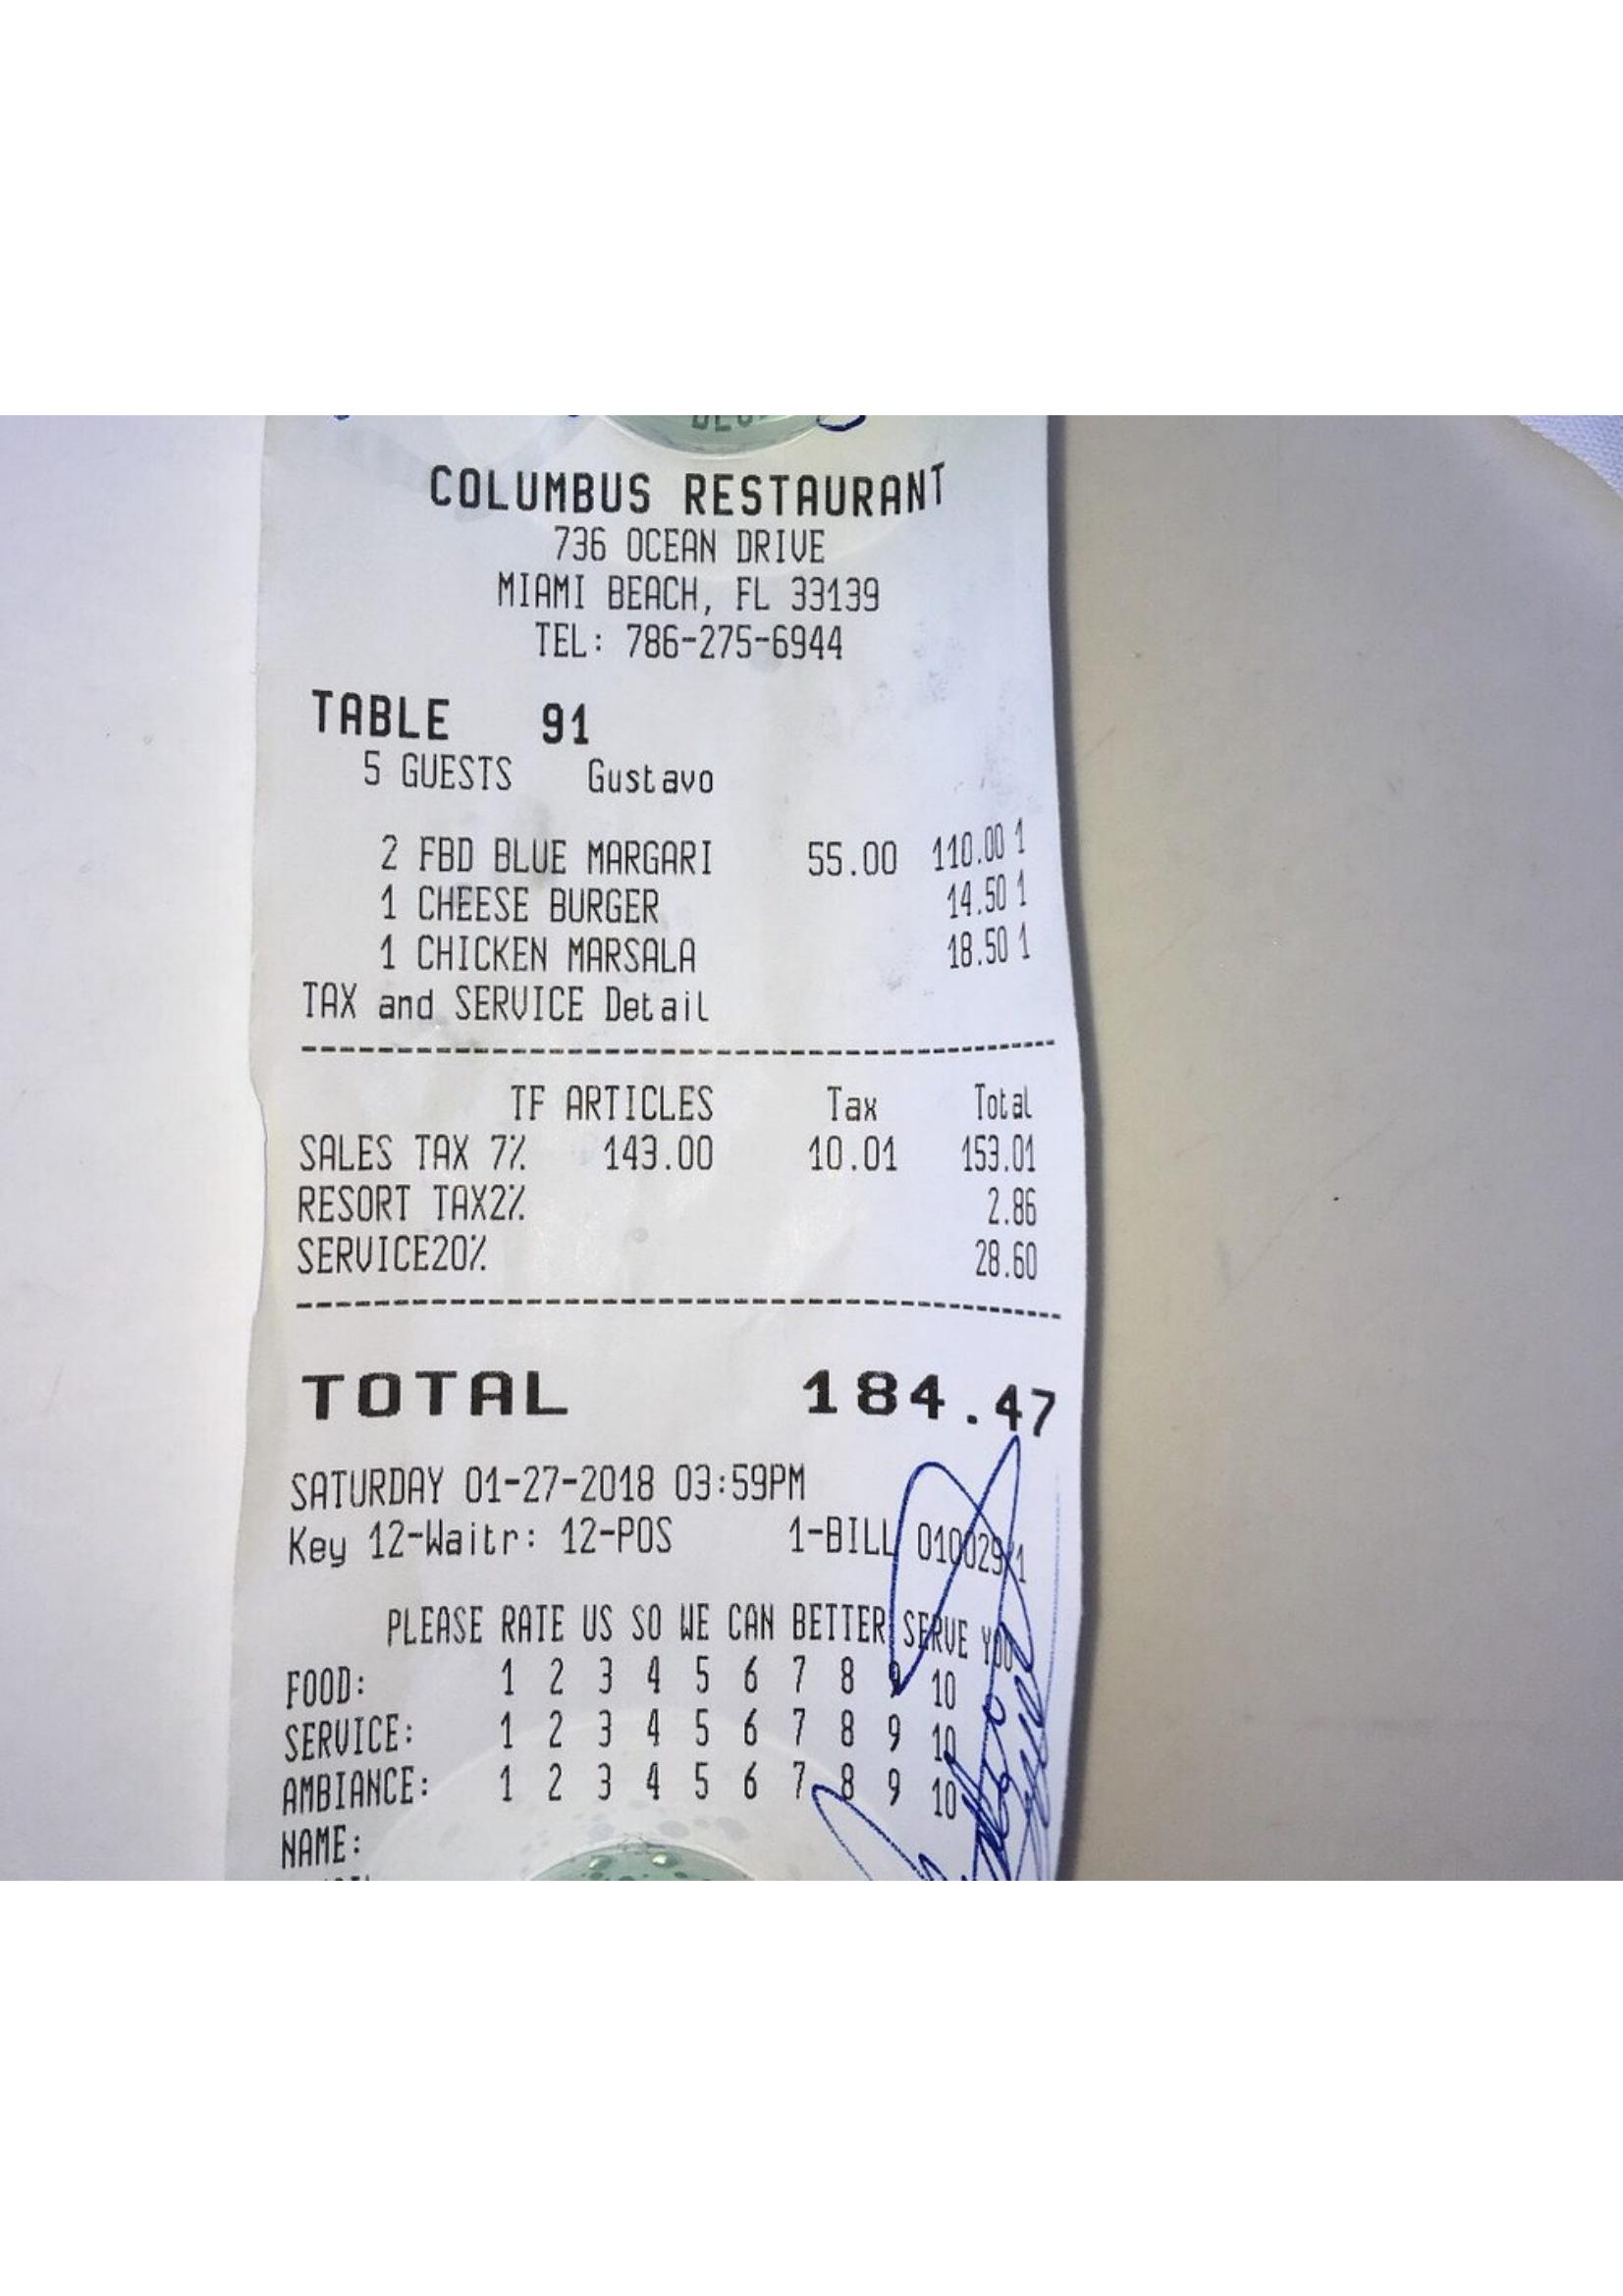 COLUMBUS RESTAURANT
736 OCEAN DRIVE
MIAMI BEACH, FL 33139
TEL: 786-275-6944
TABLE 91
5 GUESTS Gustavo
2 FBD BLUE MARGARI 55.00 110.00 1
1 CHEESE BURGER 14.50 1
1 CHICKEN MARSALA 18.50 1
TAX and SERVICE Detail
TF ARTICLES Tax Total
SALES TAX 7% 143.00 10.01 153.01
RESORT TAX2% 2.86
SERVICE20% 28.60
TOTAL 184.47
SATURDAY 01-27-2018 03:59PM
Key 12-Waitr: 12-POS 1-BILL
PLEASE RATE US SO WE CAN BETTER SERVE YOU
FOOD: 1 2 3 4 5 6 7 8 9 10
SERVICE: 1 2 3 4 5 6 7 8 9 10
AMBIANCE: 1 2 3 4 5 6 7 8 9 10
NAME: